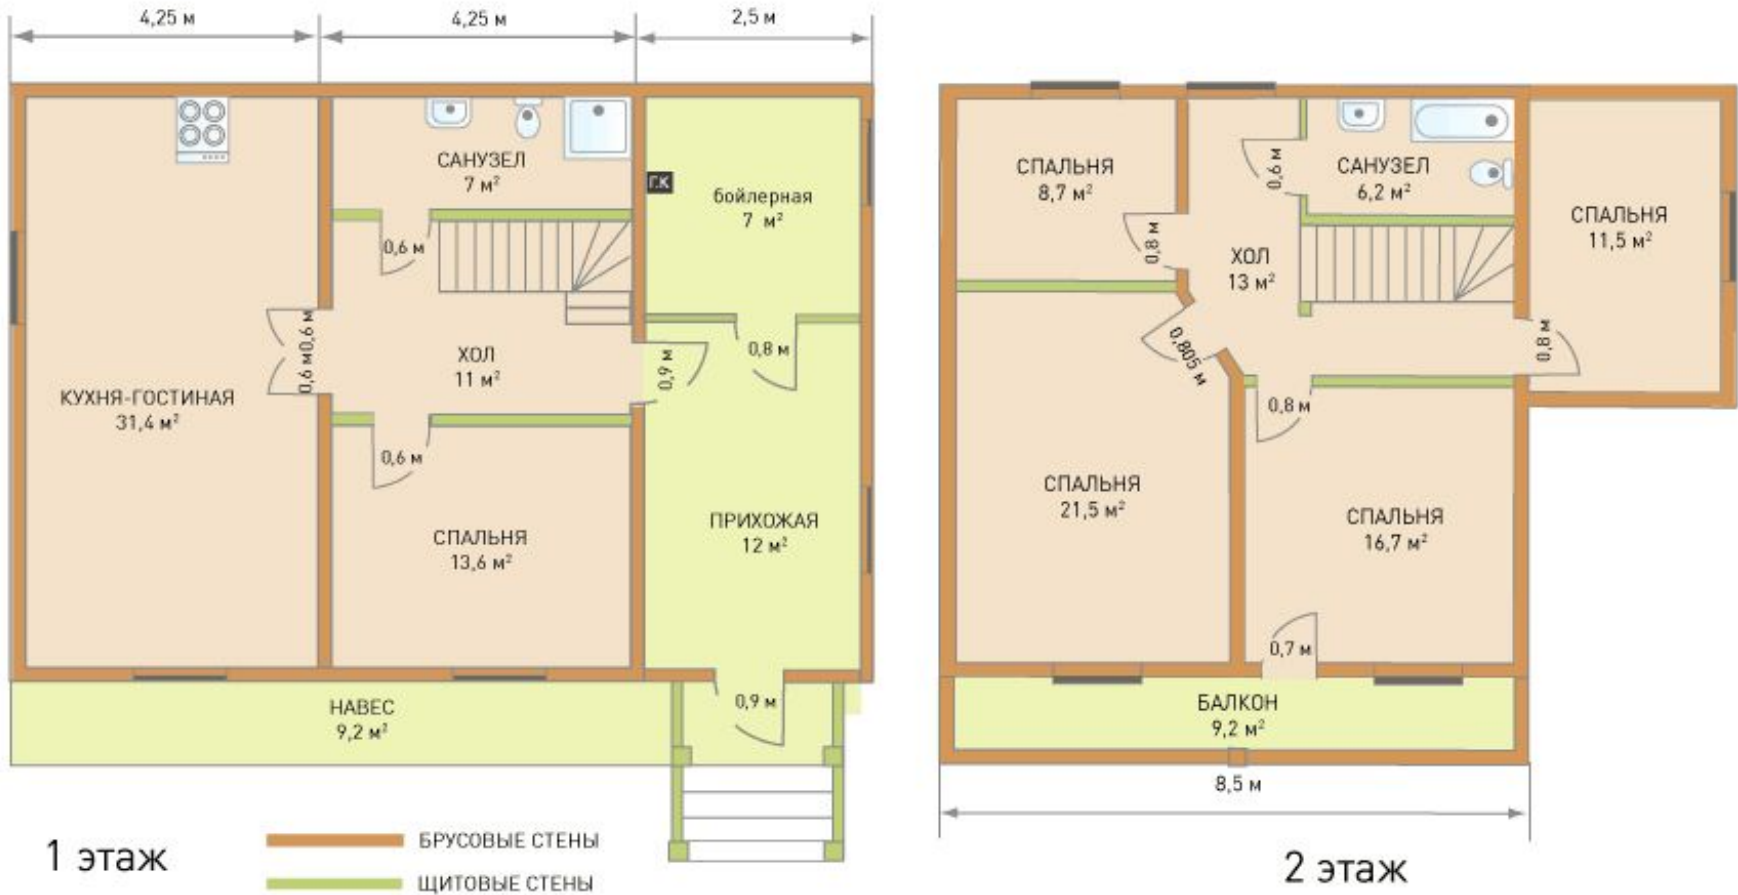 4,25 м
4,25 м
2,5 м
САНУЗЕЛ
7 м²
Г.К
бойлерная
7 м²
0,6 м
0,6 м
0,6 м
ХОЛ
11 м²
0,9 м
0,8 м
КУХНЯ-ГОСТИНАЯ
31,4 м²
0,6 м
СПАЛЬНЯ
13,6 м²
ПРИХОЖАЯ
12 м²
НАВЕС
9,2 м²
0,9 м
1 этаж
БРУСОВЫЕ СТЕНЫ
ЩИТОВЫЕ СТЕНЫ
СПАЛЬНЯ
8,7 м²
0,6 м
САНУЗЕЛ
6,2 м²
СПАЛЬНЯ
11,5 м²
0,8 м
ХОЛ
13 м²
0,805 м
0,8 м
0,8 м
СПАЛЬНЯ
21,5 м²
СПАЛЬНЯ
16,7 м²
0,7 м
БАЛКОН
9,2 м²
8,5 м
2 этаж